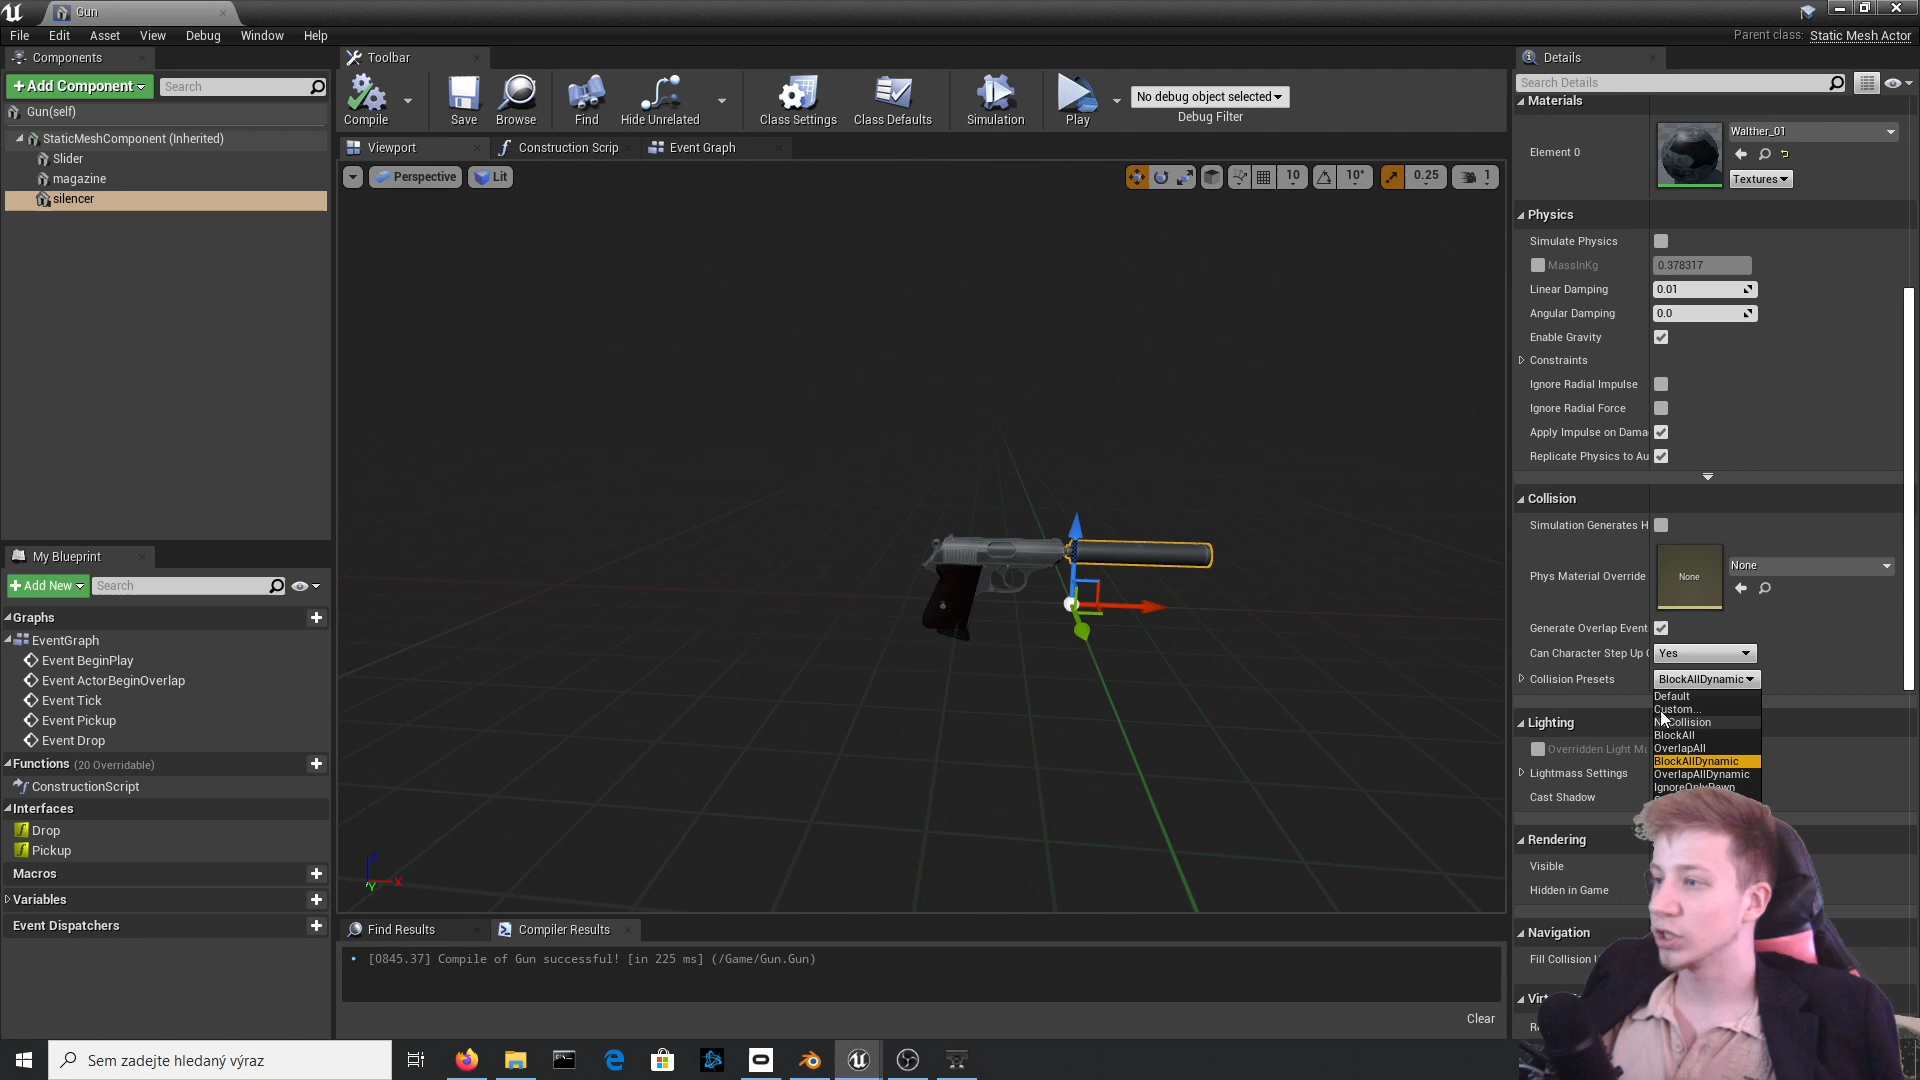 Gun
File Edit Asset View Debug Window Help
Parent class: Static Mesh Actor
Components
Toolbar
Details
Add Component
Search
Search Details
Gun(self)
StaticMeshComponent (Inherited)
Slider
magazine
silencer
Compile
Save
Browse
Find
Hide Unrelated
Class Settings
Class Defaults
Simulation
Play
No debug object selected
Debug Filter
Viewport
Construction Scrip
Event Graph
Perspective
Lit
10
10°
0.25
1
Materials
Element 0
Walther_01
Textures
Physics
Simulate Physics
MassInKg 0.378317
Linear Damping 0.01
Angular Damping 0.0
Enable Gravity
Constraints
Ignore Radial Impulse
Ignore Radial Force
Apply Impulse on Dama
Replicate Physics to Au
Collision
Simulation Generates H
Phys Material Override
None
None
Generate Overlap Event
Can Character Step Up Yes
Collision Presets BlockAllDynamic
Default
Custom...
Collision
BlockAll
OverlapAll
BlockAllDynamic
OverlapAllDynamic
Lighting
Overridden Light Ma
Lightmass Settings
Cast Shadow
Rendering
Visible
Hidden in Game
Navigation
Fill Collision
My Blueprint
Add New
Search
Graphs
EventGraph
Event BeginPlay
Event ActorBeginOverlap
Event Tick
Event Pickup
Event Drop
Functions (20 Overridable)
ConstructionScript
Interfaces
Drop
Pickup
Macros
Variables
Event Dispatchers
Z
X
Y
Find Results
Compiler Results
[0845.37] Compile of Gun successful! [in 225 ms] (/Game/Gun.Gun)
Clear
Sem zadejte hledaný výraz